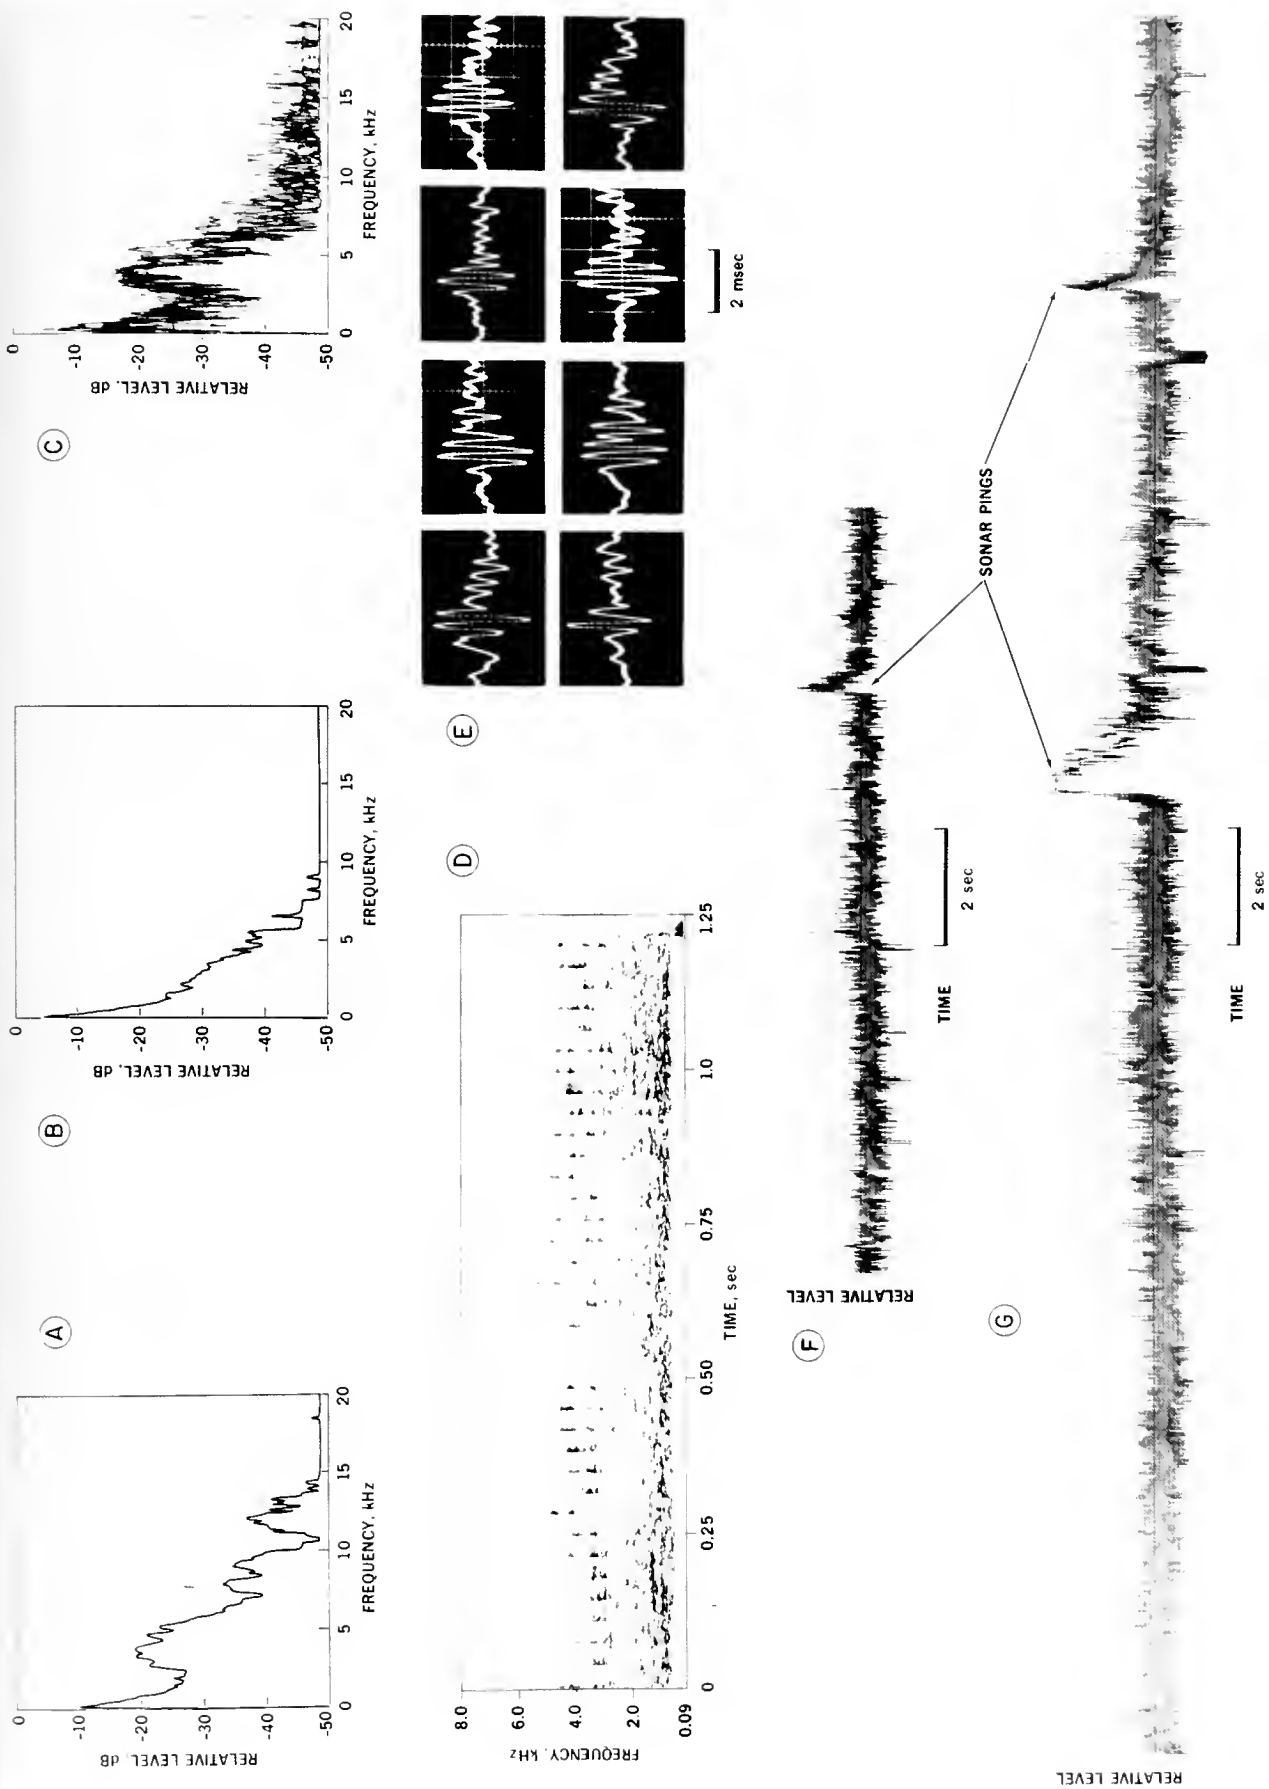 A
RELATIVE LEVEL, dB
0
-10
-20
-30
-40
-50
0
5
10
15
20
FREQUENCY, kHz
B
RELATIVE LEVEL, dB
0
-10
-20
-30
-40
-50
0
5
10
15
20
FREQUENCY, kHz
C
RELATIVE LEVEL, dB
0
-10
-20
-30
-40
-50
0
5
10
15
20
FREQUENCY, kHz
D
FREQUENCY, kHz
8.0
6.0
4.0
2.0
0.09
0
0.25
0.50
0.75
1.0
1.25
TIME, sec
E
2 msec
F
RELATIVE LEVEL
TIME
2 sec
SONAR PINGS
G
RELATIVE LEVEL
TIME
2 sec